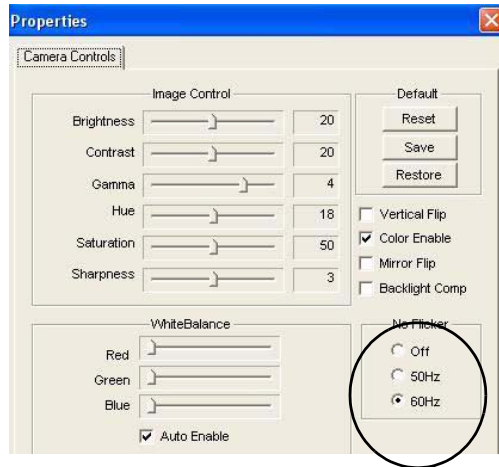 Properties
Camera Controls
Image Control
Brightness 20
Contrast 20
Gamma 4
Hue 18
Saturation 50
Sharpness 3
Default
Reset
Save
Restore
Vertical Flip
Color Enable
Mirror Flip
Backlight Comp
WhiteBalance
Red
Green
Blue
Auto Enable
No Flicker
Off
50Hz
60Hz